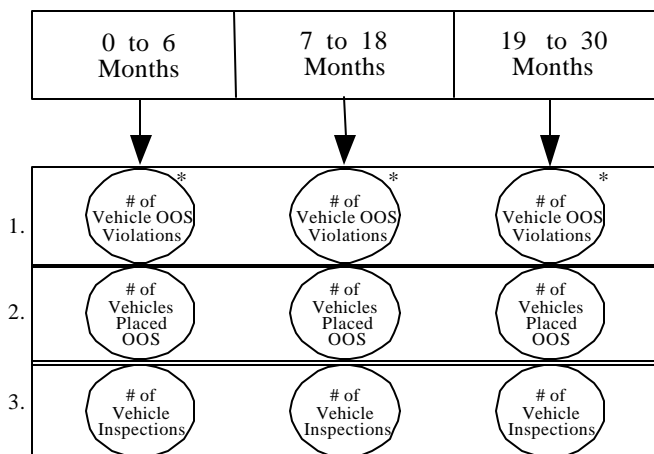 0 to 6
Months
7 to 18
Months
19 to 30
Months
1.
# of
Vehicle OOS
Violations
*
# of
Vehicle OOS
Violations
*
# of
Vehicle OOS
Violations
*
2.
# of
Vehicles
Placed
OOS
# of
Vehicles
Placed
OOS
# of
Vehicles
Placed
OOS
3.
# of
Vehicle
Inspections
# of
Vehicle
Inspections
# of
Vehicle
Inspections